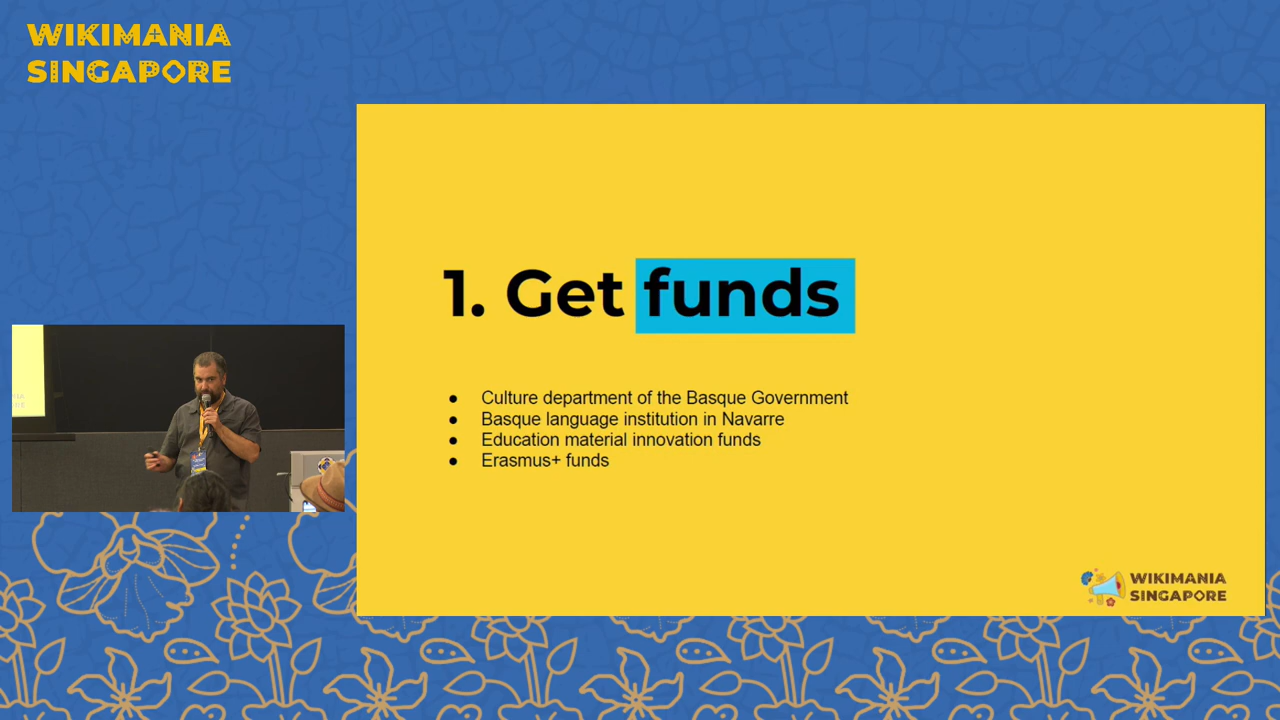 WIKIMANIA
SINGAPORE
1. Get funds
● Culture department of the Basque Government
● Basque language institution in Navarre
● Education material innovation funds
● Erasmus+ funds
WIKIMANIA
SINGAPORE